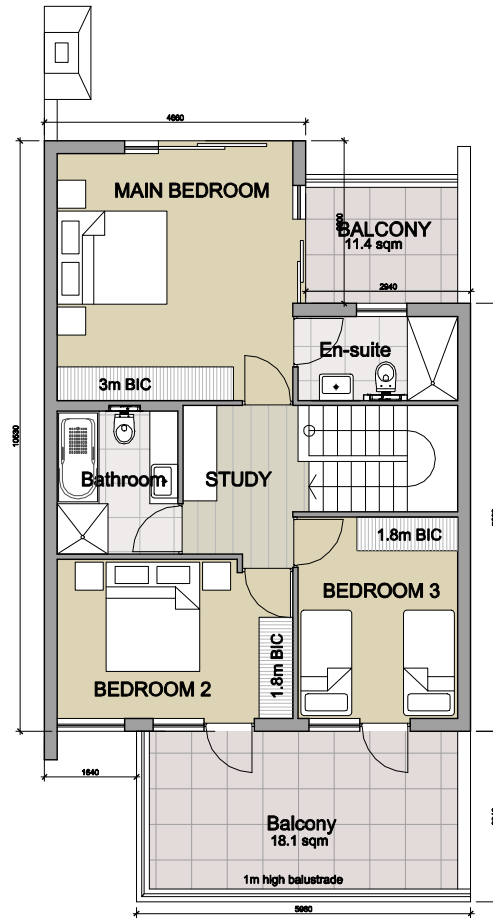 4660
MAIN BEDROOM
BALCONY
11.4 sqm
2940
En-suite
3m BIC
10530
Bathroom
STUDY
1.8m BIC
BEDROOM 3
1.8m BIC
BEDROOM 2
1640
Balcony
18.1 sqm
1m high balustrade
5960